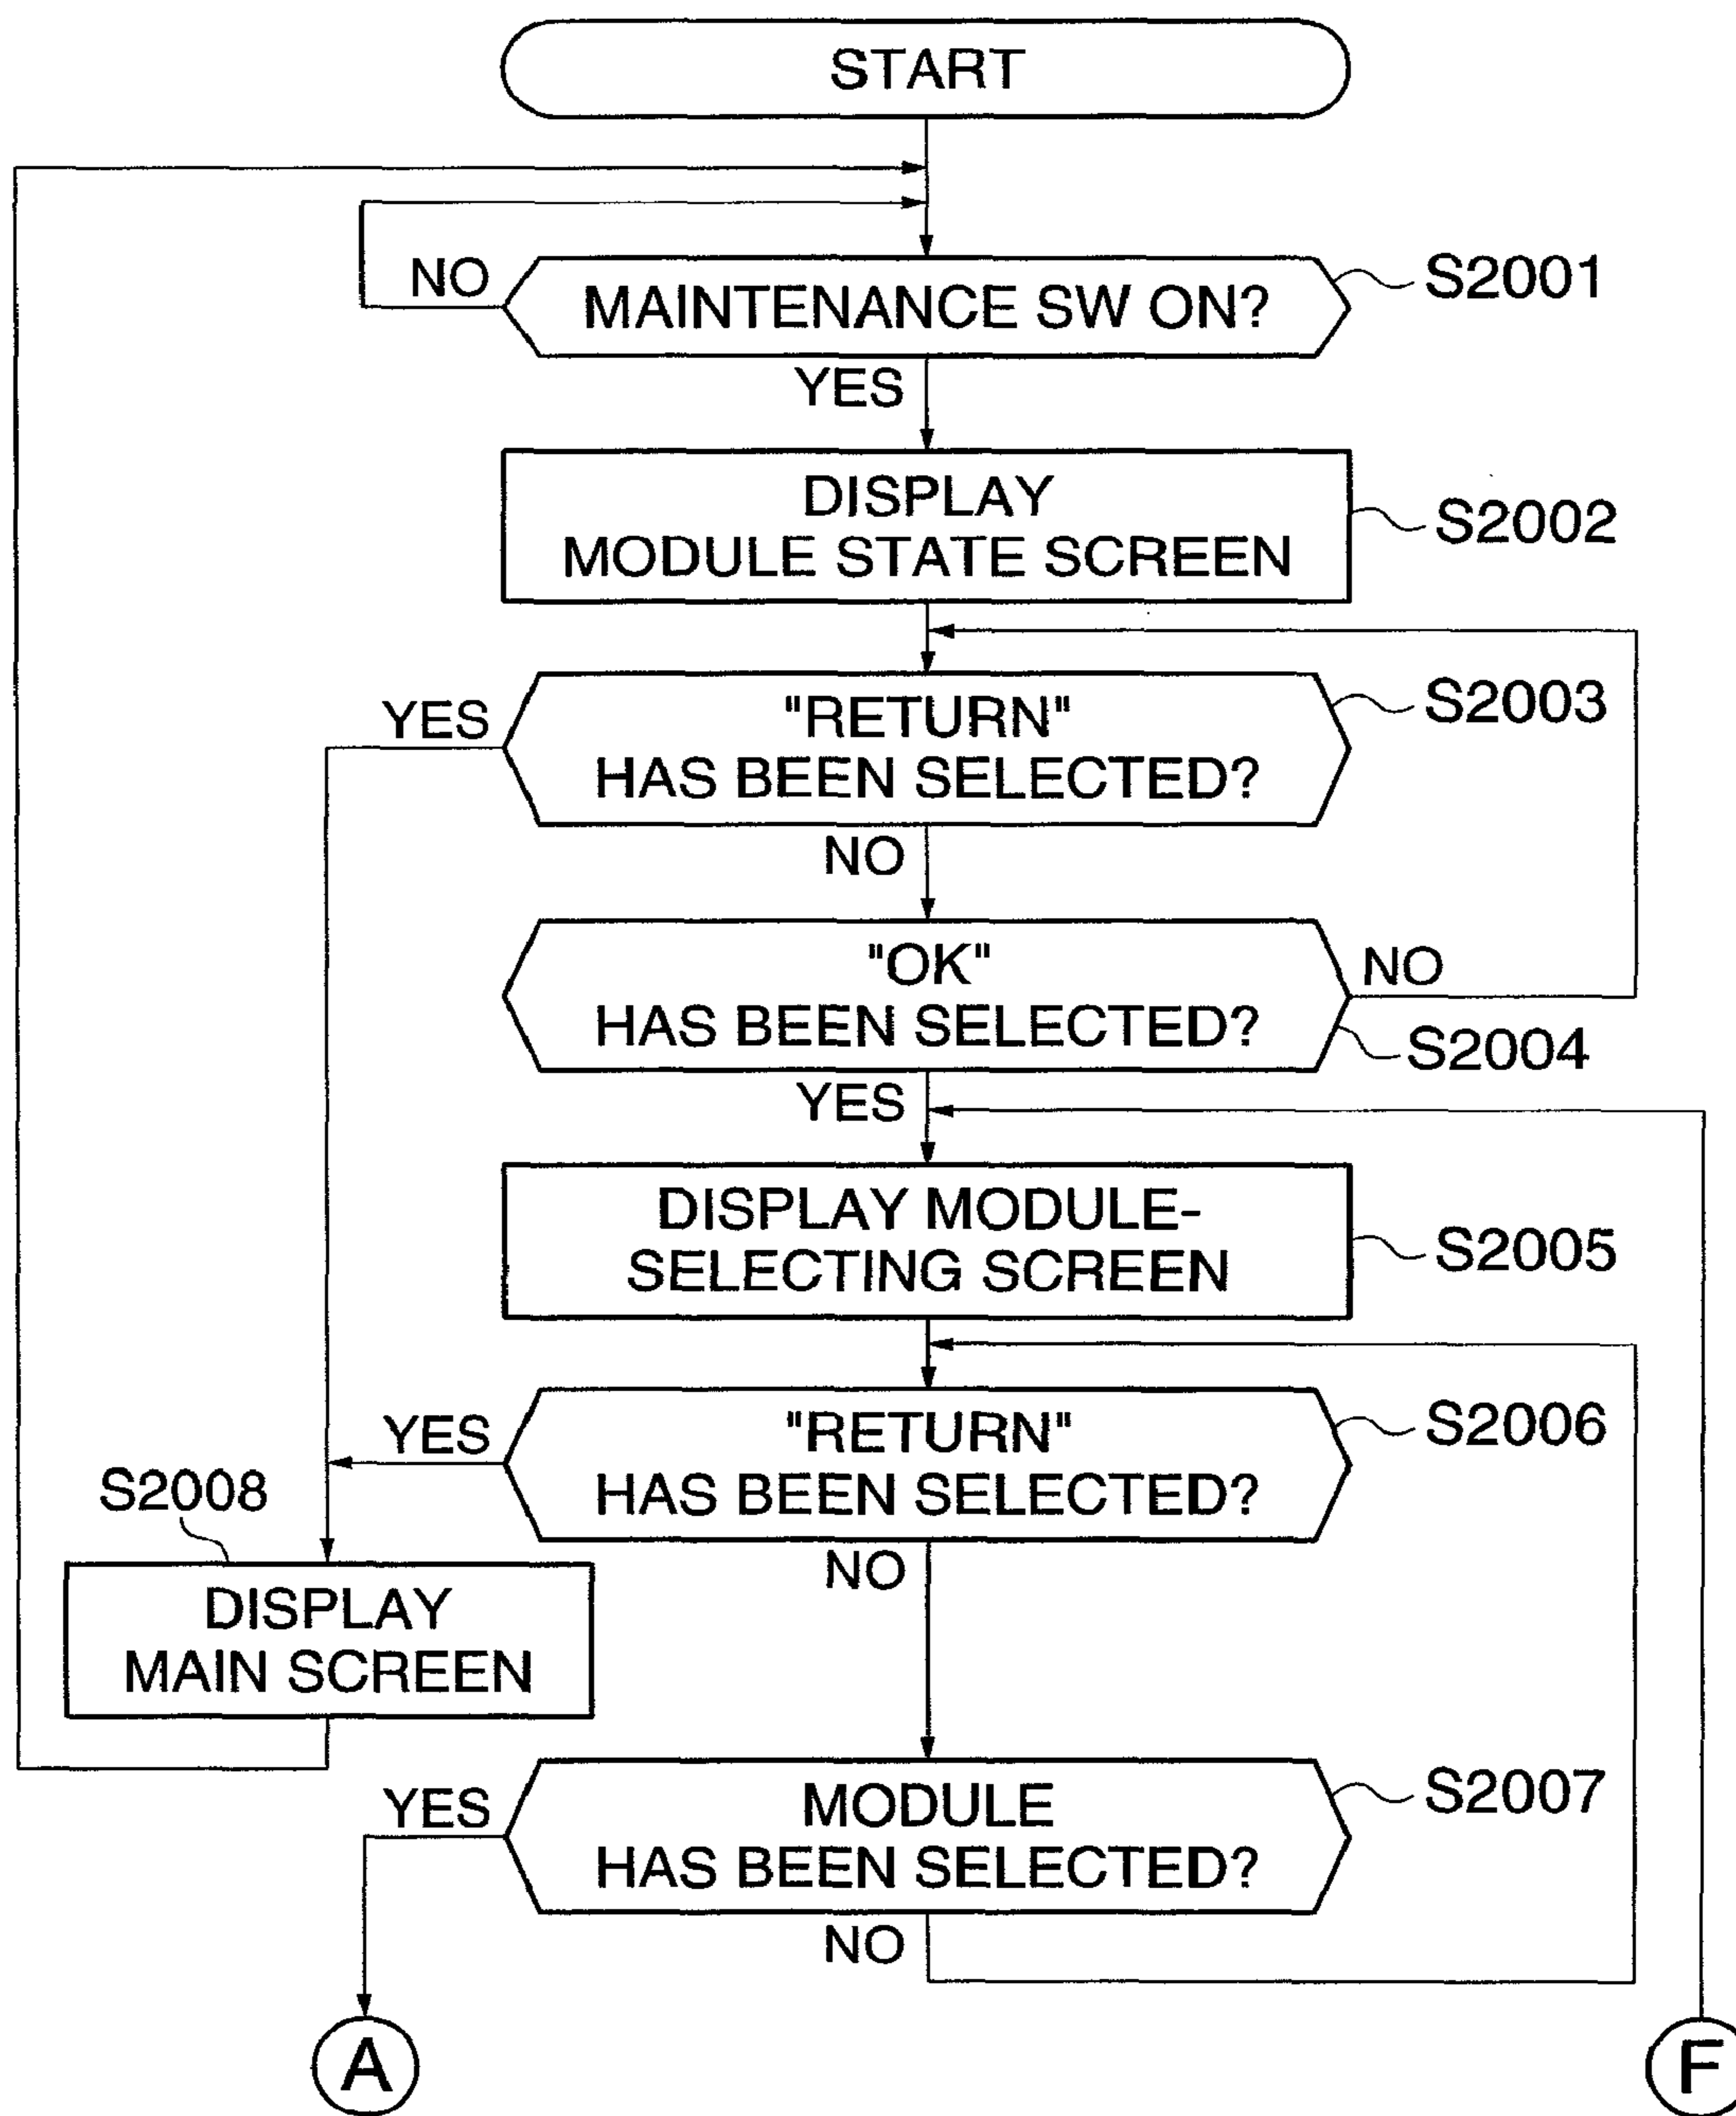 START
NO
MAINTENANCE SW ON?
S2001
YES
DISPLAY
MODULE STATE SCREEN
S2002
YES
"RETURN"
HAS BEEN SELECTED?
S2003
NO
"OK"
HAS BEEN SELECTED?
NO
S2004
YES
DISPLAY MODULE-
SELECTING SCREEN
S2005
YES
"RETURN"
HAS BEEN SELECTED?
S2006
NO
S2008
DISPLAY
MAIN SCREEN
YES
MODULE
HAS BEEN SELECTED?
S2007
NO
A
F